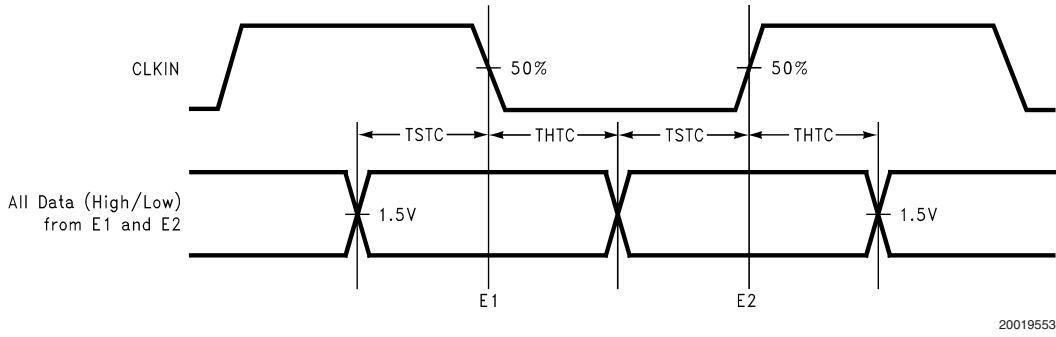 CLKIN
50%
50%
TSTC
THTC
TSTC
THTC
All Data (High/Low)
from E1 and E2
1.5V
1.5V
E1
E2
20019553